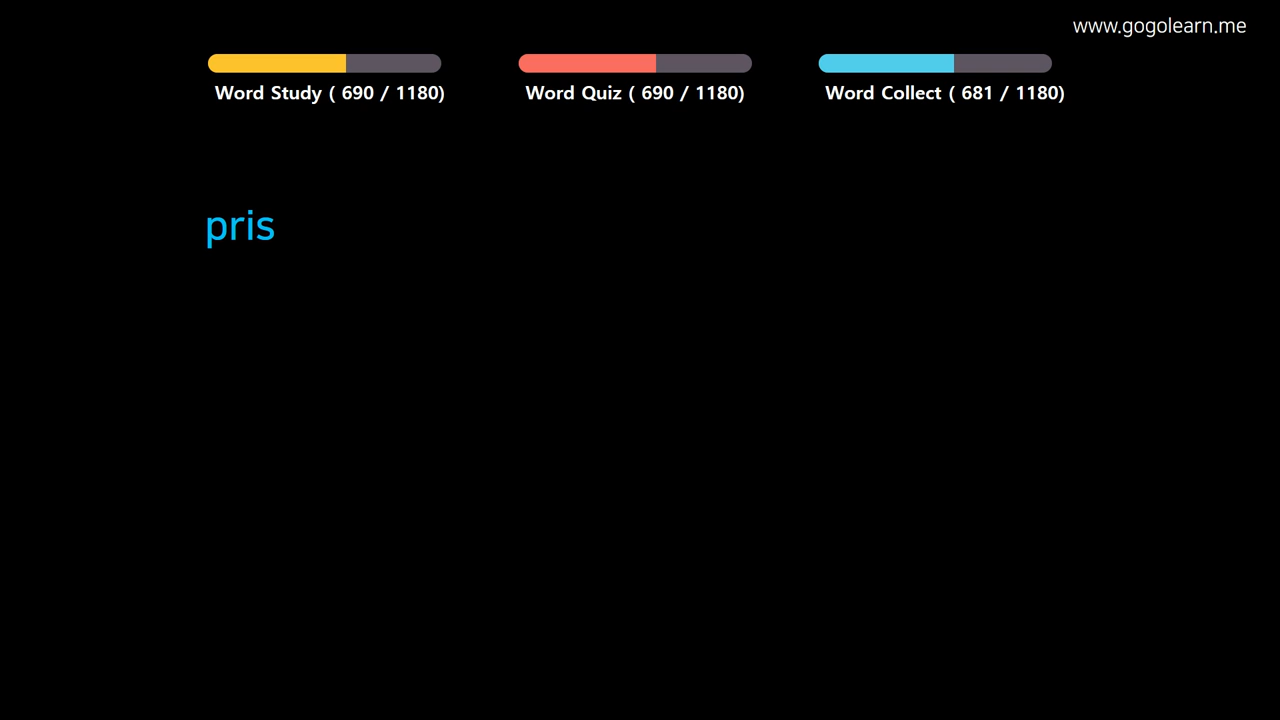 www.gogolearn.me
Word Study ( 690 / 1180)
Word Quiz ( 690 / 1180)
Word Collect ( 681 / 1180)
pris